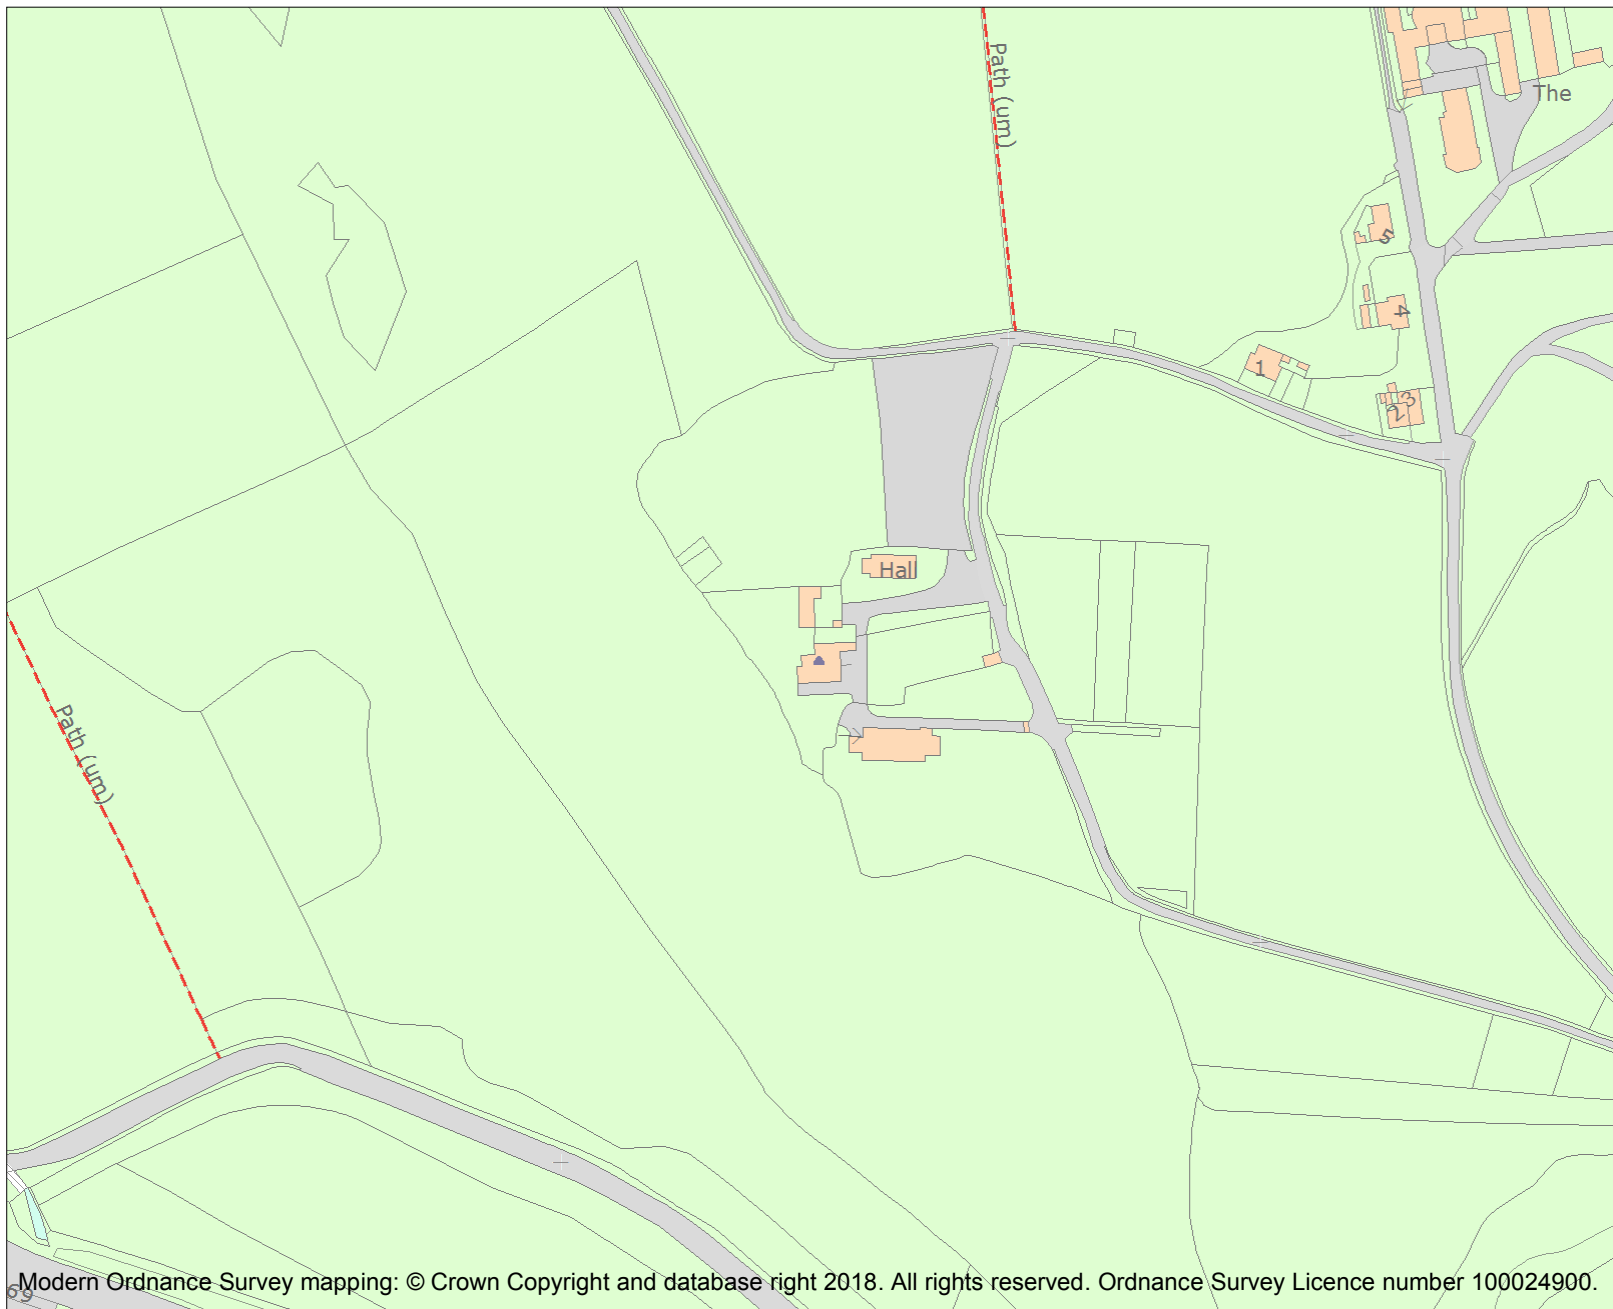 Path (um)
The
5
4
1
3
2
Hall
Path (um)
69
Modern Ordnance Survey mapping: © Crown Copyright and database right 2018. All rights reserved. Ordnance Survey Licence number 100024900.